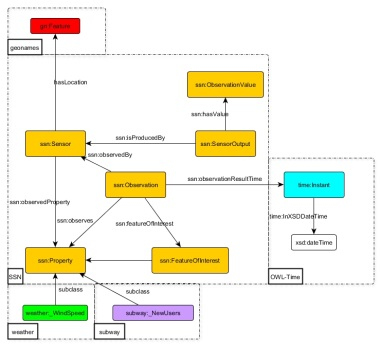 gn:Feature
geonames
hasLocation
ssn:ObservationValue
ssn:hasValue
ssn:isProducedBy
ssn:Sensor
ssn:SensorOutput
ssn:observedBy
ssn:Observation
ssn:observationResultTime
time:Instant
ssn:observedProperty
ssn:observes
ssn:featureOfInterest
time:InXSDDateTime
xsd:dateTime
ssn:Property
ssn:FeatureOfInterest
SSN
OWL-Time
subclass
subclass
weather:_WindSpeed
subway:_NewUsers
weather
subway